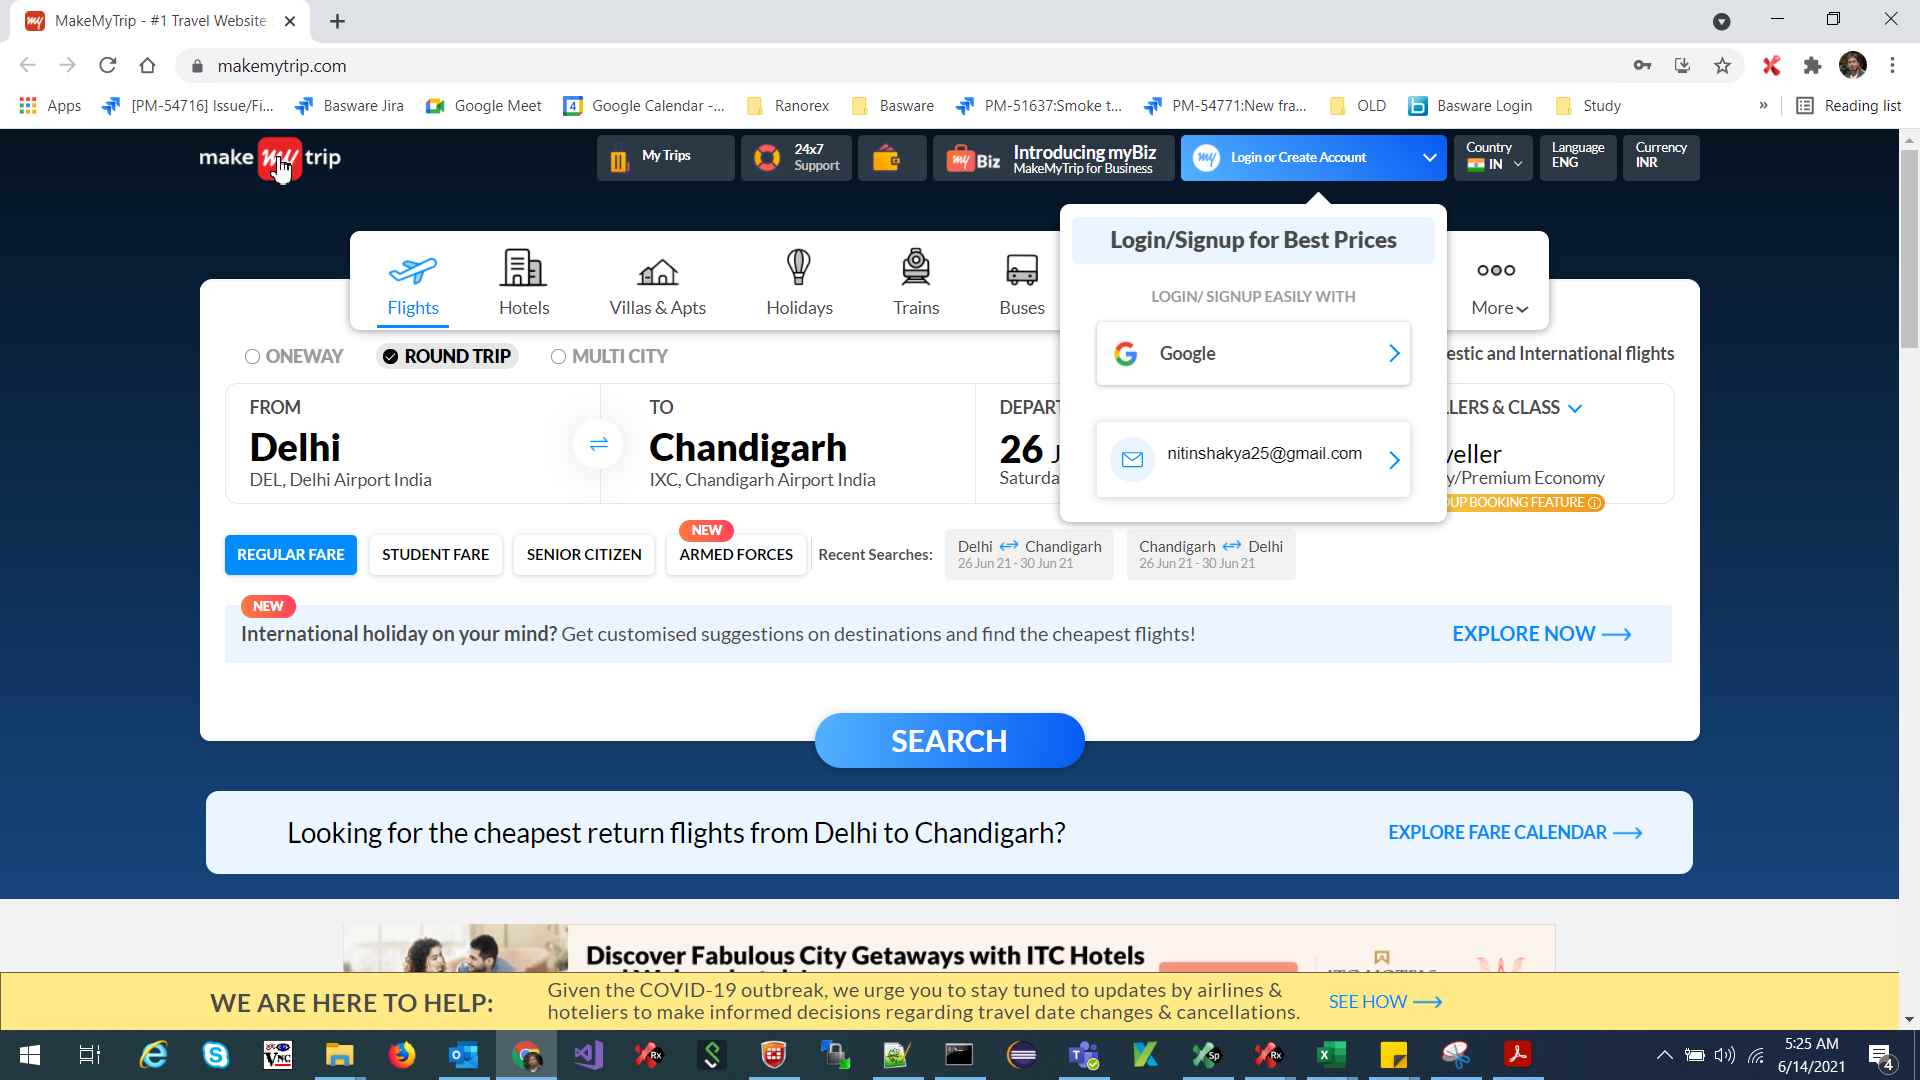 MakeMyTrip - #1 Travel Website
makemytrip.com
Apps
[PM-54716] Issue/Fi...
Basware Jira
Google Meet
4
Google Calendar -...
Ranorex
Basware
PM-51637:Smoke t...
PM-54771:New fra...
OLD
Basware Login
Study
»
Reading list
make my trip
My Trips
24x7
Support
my Biz
Introducing myBiz
MakeMyTrip for Business
my
Login or Create Account
Country
IN
Language
ENG
Currency
INR
Login/Signup for Best Prices
LOGIN/ SIGNUP EASILY WITH
Google
nitinshakya25@gmail.com
Flights
Hotels
Villas & Apts
Holidays
Trains
Buses
More
ONEWAY
ROUND TRIP
MULTI CITY
estic and International flights
FROM
Delhi
DEL, Delhi Airport India
TO
Chandigarh
IXC, Chandigarh Airport India
DEPART
26 J
Saturda
LLERS & CLASS
veller
y/Premium Economy
OUP BOOKING FEATURE
REGULAR FARE
STUDENT FARE
SENIOR CITIZEN
NEW
ARMED FORCES
Recent Searches:
Delhi Chandigarh
26 Jun 21 - 30 Jun 21
Chandigarh Delhi
26 Jun 21 - 30 Jun 21
NEW
International holiday on your mind? Get customised suggestions on destinations and find the cheapest flights!
EXPLORE NOW
SEARCH
Looking for the cheapest return flights from Delhi to Chandigarh?
EXPLORE FARE CALENDAR
Discover Fabulous City Getaways with ITC Hotels
WE ARE HERE TO HELP:
Given the COVID-19 outbreak, we urge you to stay tuned to updates by airlines &
hoteliers to make informed decisions regarding travel date changes & cancellations.
SEE HOW
5:25 AM
6/14/2021
4